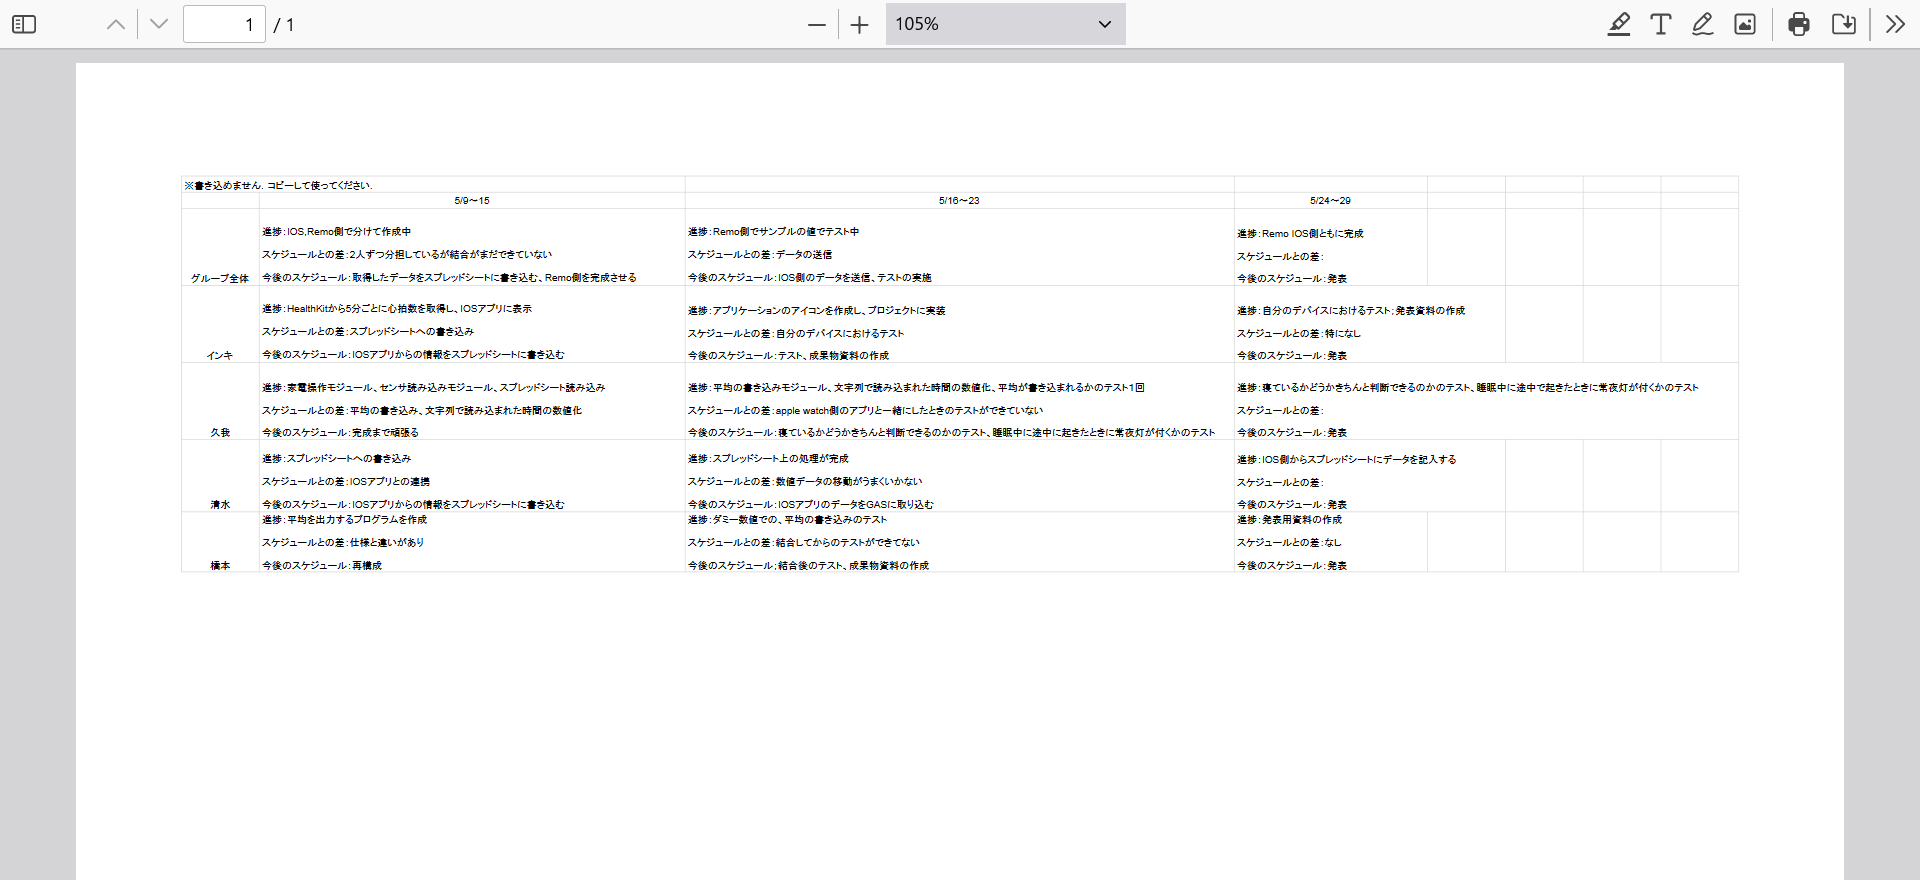 1 / 1
105%
※書き込めません. コピーして使ってください.
5/9～15 5/16～23 5/24～29
グループ全体
進捗：IOS,Remo側で分けて作成中
スケジュールとの差：2人ずつ分担しているが結合がまだできていない
今後のスケジュール：取得したデータをスプレッドシートに書き込む、Remo側を完成させる
進捗：Remo側でサンプルの値でテスト中
スケジュールとの差：データの送信
今後のスケジュール：IOS側のデータを送信、テストの実施
進捗：Remo IOS側ともに完成
スケジュールとの差：
今後のスケジュール：発表
インキ
進捗：HealthKitから5分ごとに心拍数を取得し、IOSアプリに表示
スケジュールとの差：スプレッドシートへの書き込み
今後のスケジュール：IOSアプリからの情報をスプレッドシートに書き込む
進捗：アプリケーションのアイコンを作成し、プロジェクトに実装
スケジュールとの差：自分のデバイスにおけるテスト
今後のスケジュール：テスト、成果物資料の作成
進捗：自分のデバイスにおけるテスト；発表資料の作成
スケジュールとの差：特になし
今後のスケジュール：発表
久我
進捗：家電操作モジュール、センサ読み込みモジュール、スプレッドシート読み込み
スケジュールとの差：平均の書き込み、文字列で読み込まれた時間の数値化
今後のスケジュール：完成まで頑張る
進捗：平均の書き込みモジュール、文字列で読み込まれた時間の数値化、平均が書き込まれるかのテスト1回
スケジュールとの差：apple watch側のアプリと一緒にしたときのテストができていない
今後のスケジュール：寝ているかどうかきちんと判断できるのかのテスト、睡眠中に途中に起きたときに常夜灯が付くかのテスト
進捗：寝ているかどうかきちんと判断できるのかのテスト、睡眠中に途中で起きたときに常夜灯が付くかのテスト
スケジュールとの差：
今後のスケジュール：発表
清水
進捗：スプレッドシートへの書き込み
スケジュールとの差：IOSアプリとの連携
今後のスケジュール：IOSアプリからの情報をスプレッドシートに書き込む
進捗：スプレッドシート上の処理が完成
スケジュールとの差：数値データの移動がうまくいかない
今後のスケジュール：IOSアプリのデータをGASに取り込む
進捗：IOS側からスプレッドシートにデータを記入する
スケジュールとの差：
今後のスケジュール：発表
橋本
進捗：平均を出力するプログラムを作成
スケジュールとの差：仕様と違いがあり
今後のスケジュール：再構成
進捗：ダミー数値での、平均の書き込みのテスト
スケジュールとの差：結合してからのテストができてない
今後のスケジュール；結合後のテスト、成果物資料の作成
進捗：発表用資料の作成
スケジュールとの差：なし
今後のスケジュール：発表